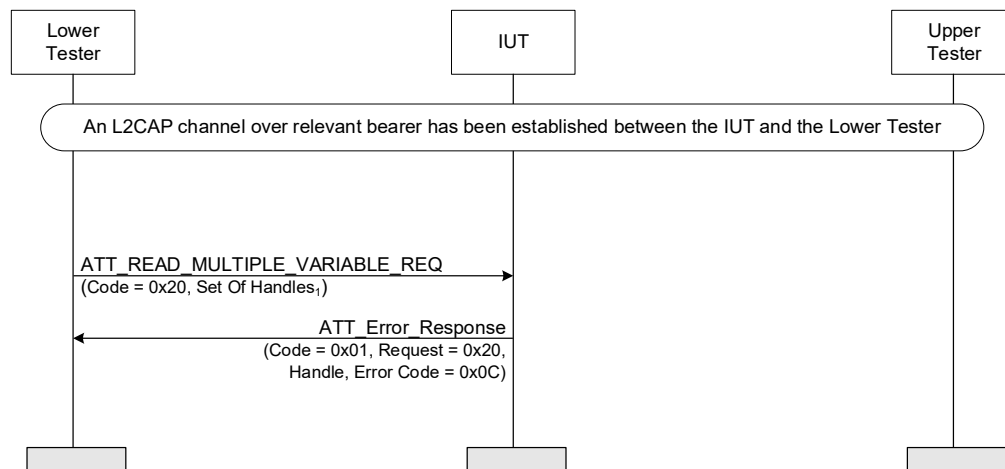 Lower
Tester
IUT
Upper
Tester
An L2CAP channel over relevant bearer has been established between the IUT and the Lower Tester
ATT_READ_MULTIPLE_VARIABLE_REQ
(Code = 0x20, Set Of Handles₁)
ATT_Error_Response
(Code = 0x01, Request = 0x20,
Handle, Error Code = 0x0C)